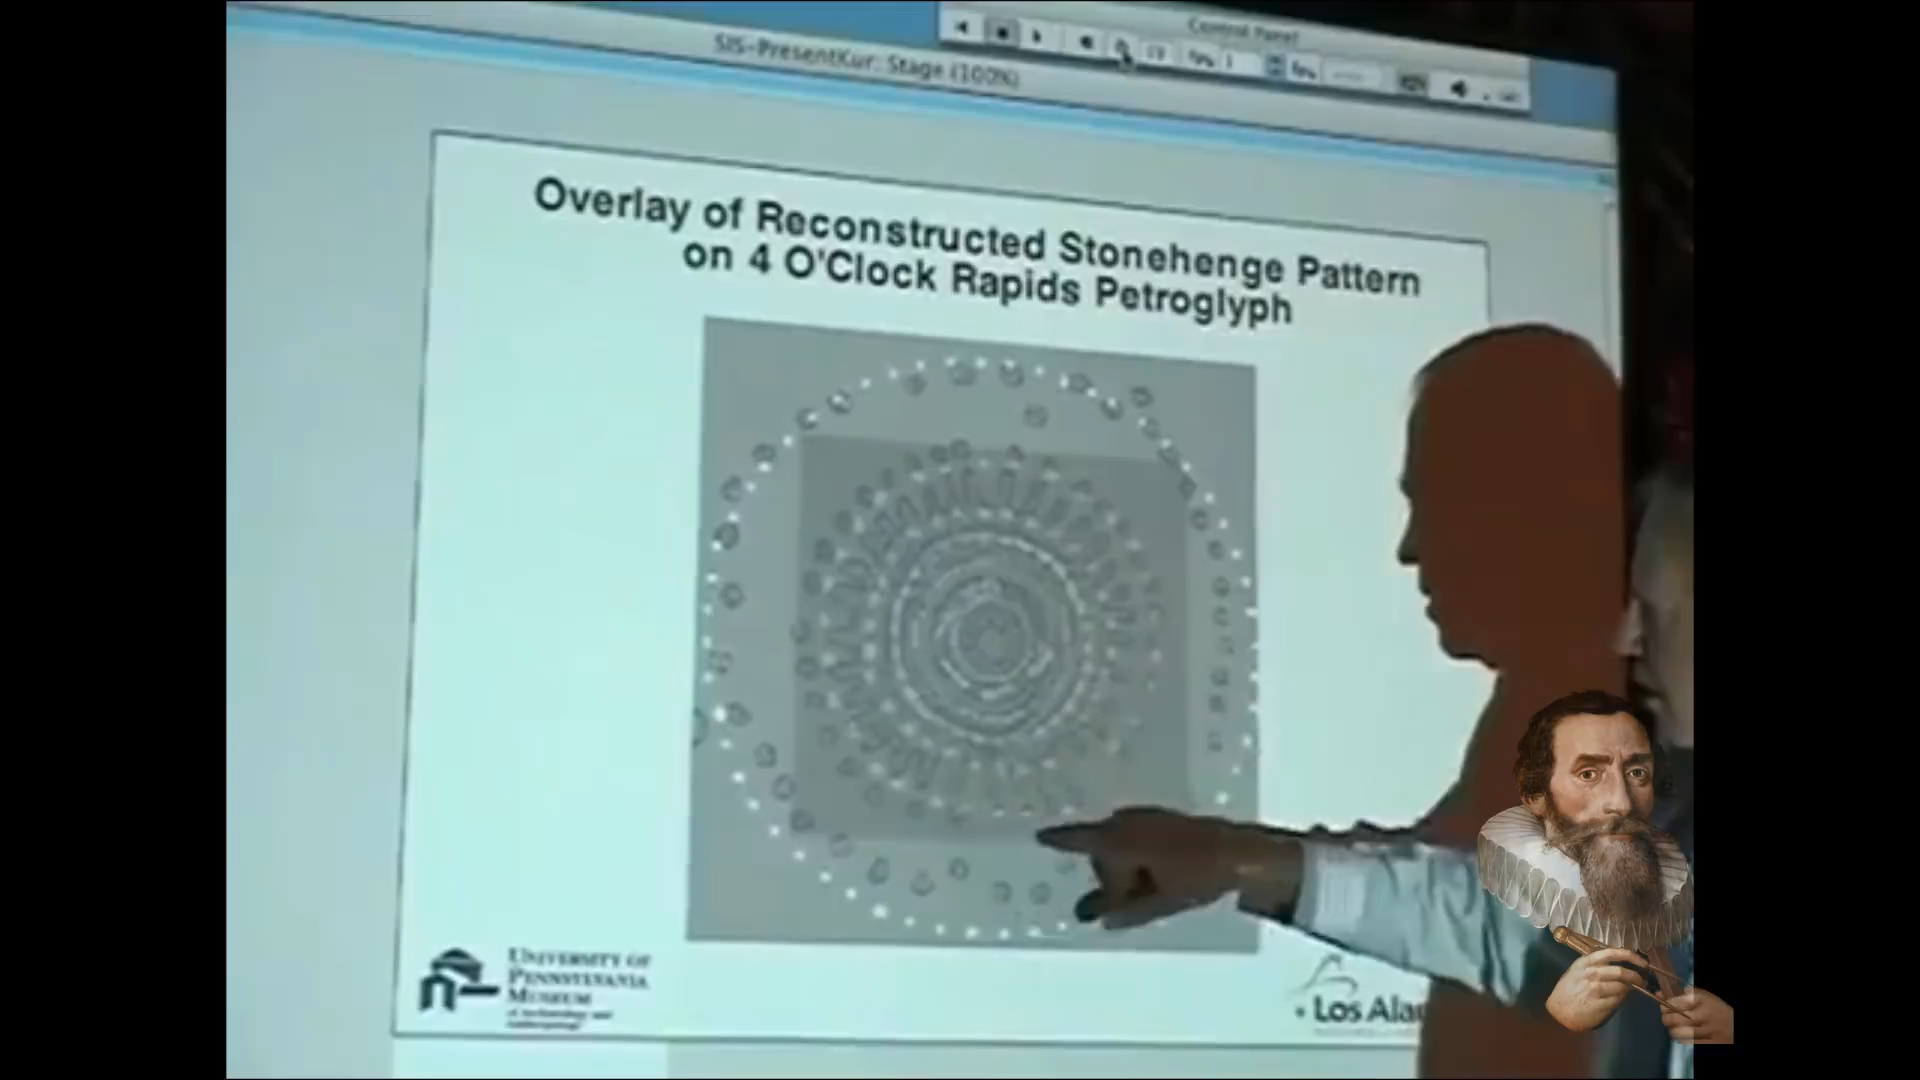 Control Panel
SIS-PresentKur: Stage (100%)
Overlay of Reconstructed Stonehenge Pattern
on 4 O'Clock Rapids Petroglyph
UNIVERSITY OF
PENNSYLVANIA
MUSEUM
Los Ala